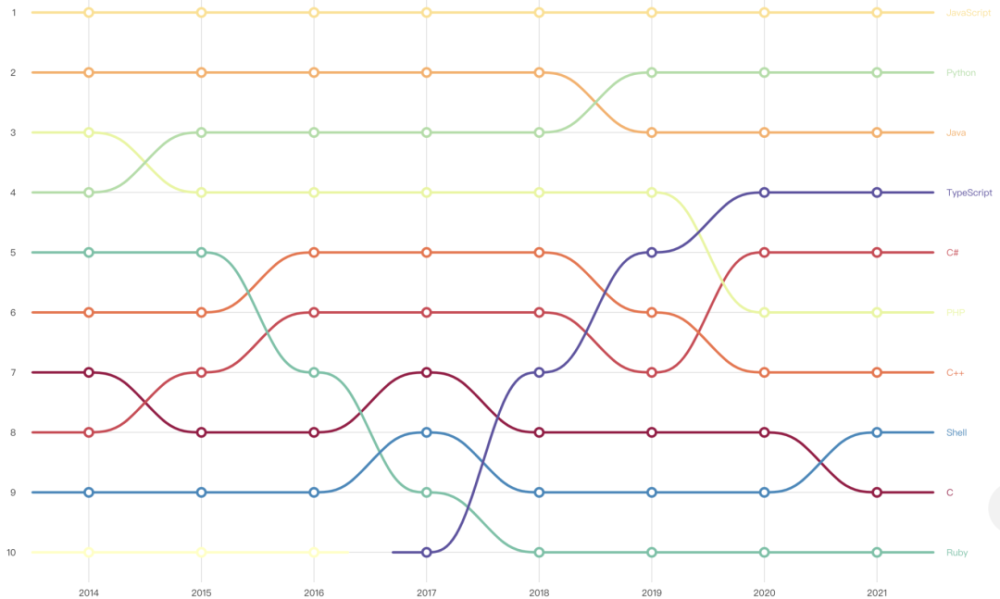 1 JavaScript
2 Python
3 Java
4 TypeScript
5 C#
6 PHP
7 C++
8 Shell
9 C
10 Ruby
2014 2015 2016 2017 2018 2019 2020 2021